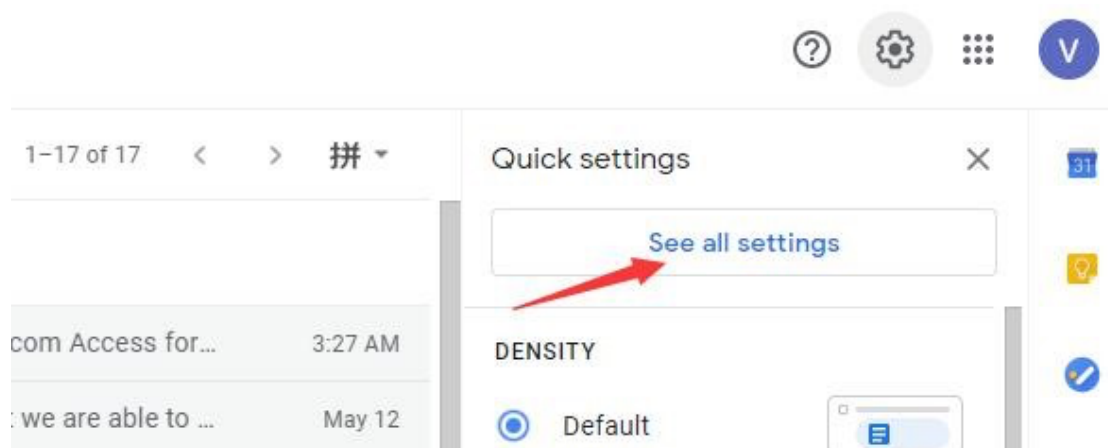 V
1–17 of 17 拼
Quick settings
31
See all settings
com Access for... 3:27 AM
DENSITY
we are able to ... May 12
Default